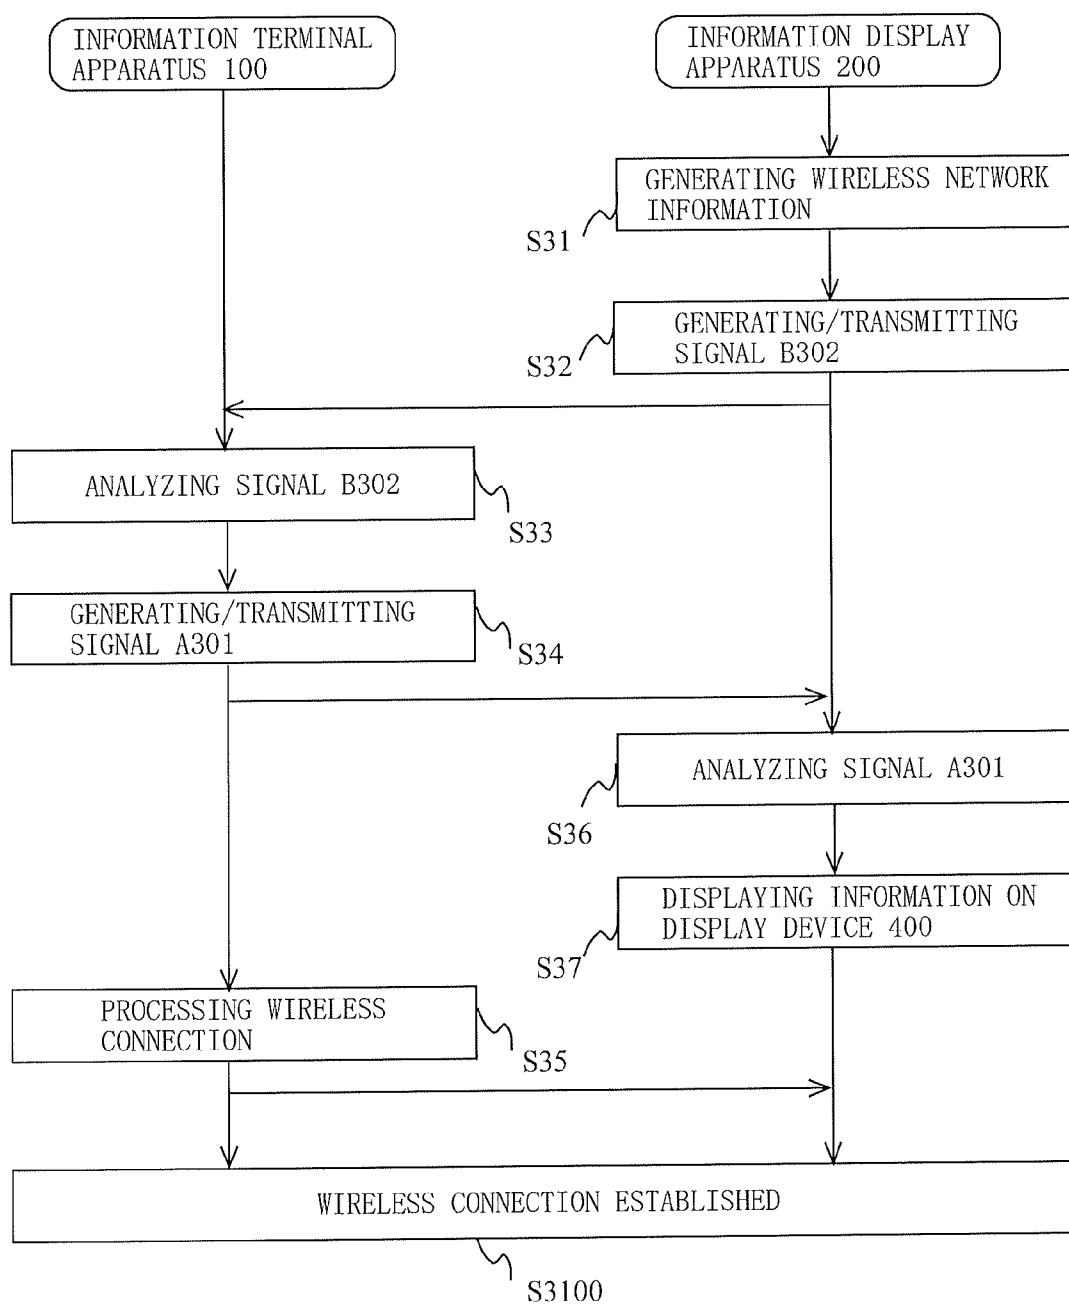 INFORMATION TERMINAL
APPARATUS 100
INFORMATION DISPLAY
APPARATUS 200
GENERATING WIRELESS NETWORK
INFORMATION
S31
GENERATING/TRANSMITTING
SIGNAL B302
S32
ANALYZING SIGNAL B302
S33
GENERATING/TRANSMITTING
SIGNAL A301
S34
ANALYZING SIGNAL A301
S36
DISPLAYING INFORMATION ON
DISPLAY DEVICE 400
S37
PROCESSING WIRELESS
CONNECTION
S35
WIRELESS CONNECTION ESTABLISHED
S3100